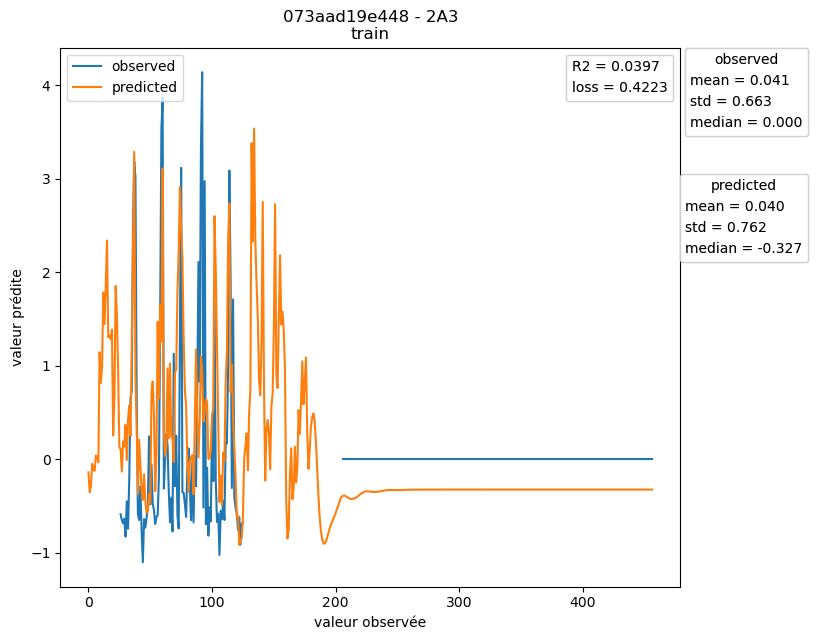 073aad19e448 - 2A3
train
observed
predicted
R2 = 0.0397
loss = 0.4223
observed
mean = 0.041
std = 0.663
median = 0.000
predicted
mean = 0.040
std = 0.762
median = -0.327
valeur prédite
4
3
2
1
0
−1
0
100
200
300
400
valeur observée